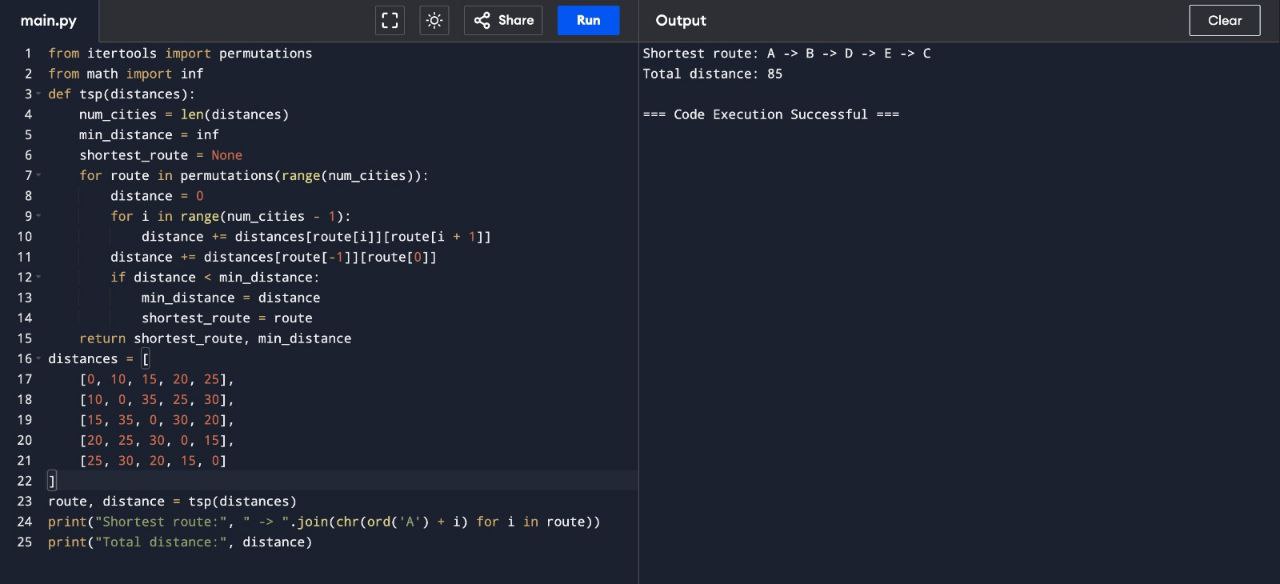 main.py
Share
Run
Output
Clear
1 from itertools import permutations
2 from math import inf
3 def tsp(distances):
4     num_cities = len(distances)
5     min_distance = inf
6     shortest_route = None
7     for route in permutations(range(num_cities)):
8         distance = 0
9         for i in range(num_cities - 1):
10             distance += distances[route[i]][route[i + 1]]
11         distance += distances[route[-1]][route[0]]
12         if distance < min_distance:
13             min_distance = distance
14             shortest_route = route
15     return shortest_route, min_distance
16 distances = [
17     [0, 10, 15, 20, 25],
18     [10, 0, 35, 25, 30],
19     [15, 35, 0, 30, 20],
20     [20, 25, 30, 0, 15],
21     [25, 30, 20, 15, 0]
22 ]
23 route, distance = tsp(distances)
24 print("Shortest route:", " -> ".join(chr(ord('A') + i) for i in route))
25 print("Total distance:", distance)
Shortest route: A -> B -> D -> E -> C
Total distance: 85
=== Code Execution Successful ===